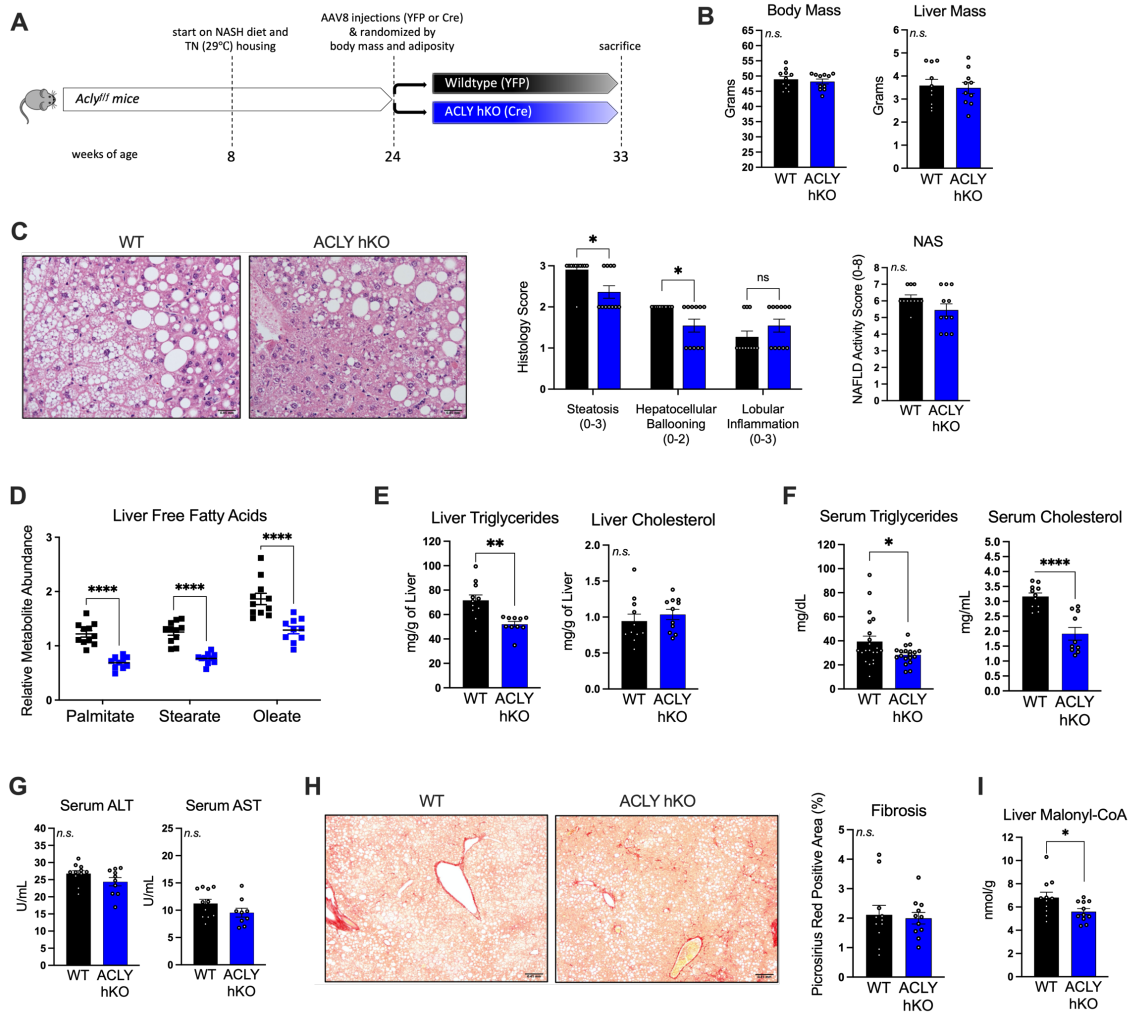 A
start on NASH diet and
TN (29°C) housing
AAV8 injections (YFP or Cre)
& randomized by
body mass and adiposity
sacrifice
Acly^f/f mice
Wildtype (YFP)
ACLY hKO (Cre)
weeks of age
8
24
33
B
Body Mass
n.s.
Grams
65
60
55
50
45
40
35
30
25
20
WT
ACLY
hKO
Liver Mass
n.s.
Grams
6
5
4
3
2
1
0
WT
ACLY
hKO
C
WT
ACLY hKO
Histology Score
3
2
1
0
*
*
ns
Steatosis
(0-3)
Hepatocellular
Ballooning
(0-2)
Lobular
Inflammation
(0-3)
NAS
n.s.
NAFLD Activity Score (0-8)
8
7
6
5
4
3
2
1
0
WT
ACLY
hKO
D
Liver Free Fatty Acids
Relative Metabolite Abundance
3
2
1
0
****
****
****
Palmitate
Stearate
Oleate
E
Liver Triglycerides
mg/g of Liver
120
100
80
60
40
20
0
**
WT
ACLY
hKO
Liver Cholesterol
n.s.
mg/g of Liver
2.0
1.5
1.0
0.5
0.0
WT
ACLY
hKO
F
Serum Triglycerides
mg/dL
120
100
80
60
40
20
0
*
WT
ACLY
hKO
Serum Cholesterol
mg/mL
5.0
4.5
4.0
3.5
3.0
2.5
2.0
1.5
1.0
0.5
0.0
****
WT
ACLY
hKO
G
Serum ALT
n.s.
U/mL
40
35
30
25
20
15
10
5
0
WT
ACLY
hKO
Serum AST
n.s.
U/mL
25
20
15
10
5
0
WT
ACLY
hKO
H
WT
ACLY hKO
Fibrosis
n.s.
Picrosirius Red Positive Area (%)
5
4
3
2
1
0
WT
ACLY
hKO
I
Liver Malonyl-CoA
nmol/g
12
10
8
6
4
2
0
*
WT
ACLY
hKO